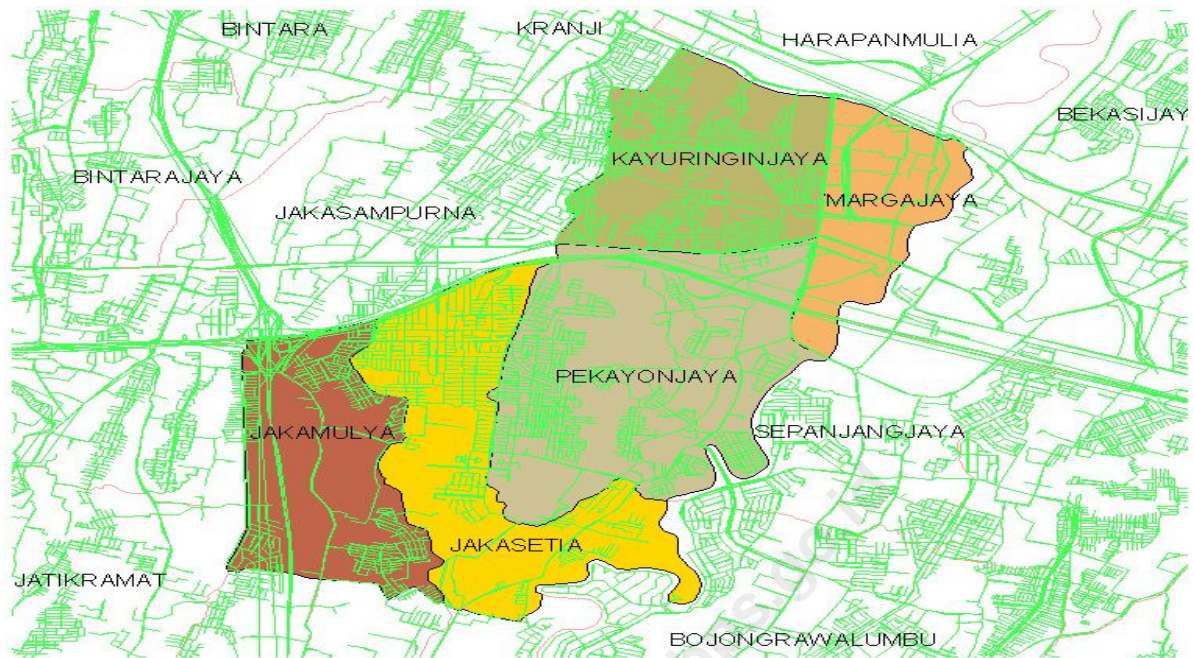 BINTARA
KRANJI
HARAPANMULIA
BEKASIJAY
KAYURINGINJAYA
BINTARAJAYA
MARGAJAYA
JAKASAMPURNA
PEKAYONJAYA
JAKAMULYA
SEPANJANGJAYA
JAKASETIA
JATIKRAMAT
BOJONGRAWALUMBU